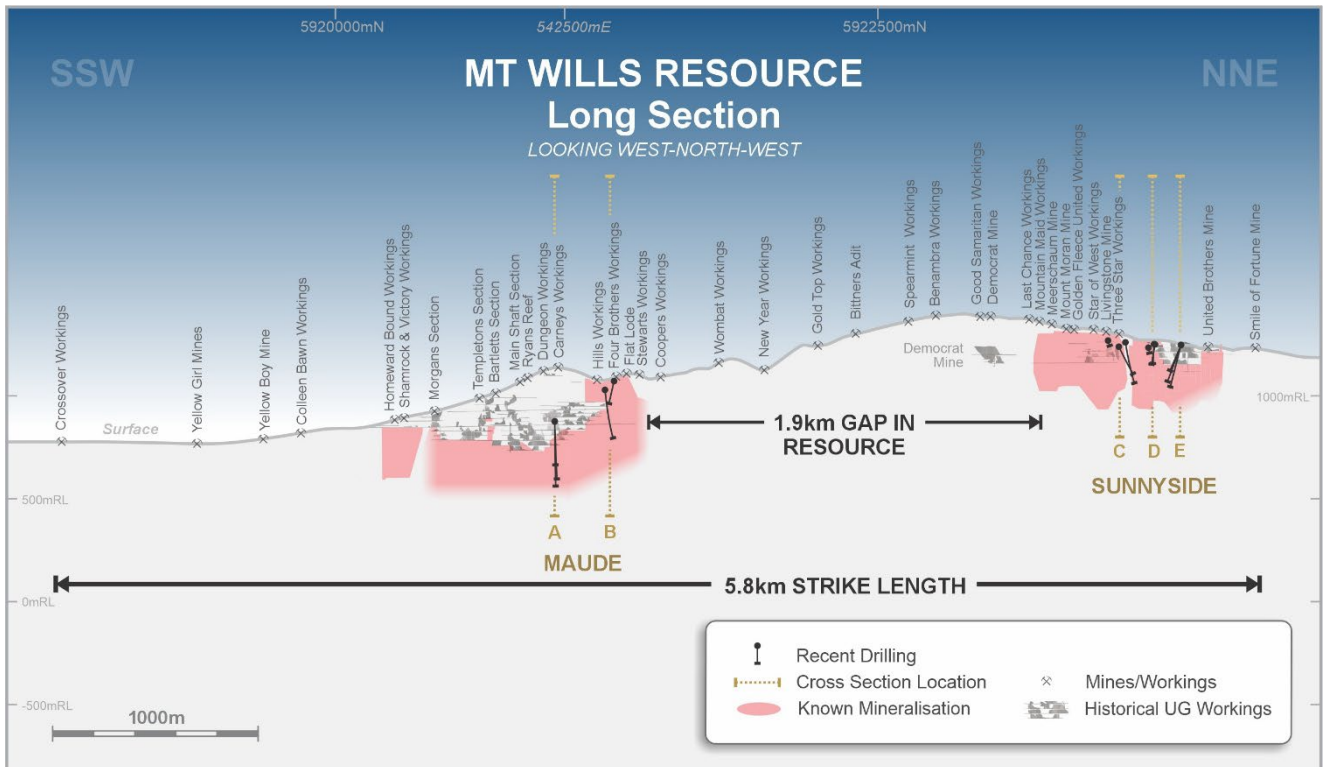 5920000mN
542500mE
5922500mN
SSW
MT WILLS RESOURCE
NNE
Long Section
LOOKING WEST-NORTH-WEST
Crossover Workings
Yellow Girl Mines
Yellow Boy Mine
Colleen Bawn Workings
Homeward Bound Workings
Shamrock & Victory Workings
Morgans Section
Templetons Section
Bartletts Section
Main Shaft Section
Ryans Reef
Dungeon Workings
Carneys Workings
Hills Workings
Four Brothers Workings
Flat Lode
Stewarts Workings
Coopers Workings
Wombat Workings
New Year Workings
Gold Top Workings
Bittners Adit
Spearmint Workings
Benambra Workings
Good Samaritan Workings
Democrat Mine
Last Chance Workings
Mountain Maid Workings
Meerschaum Mine
Mount Moran Mine
Golden Fleece United Workings
Star of West Workings
Livingstone Mine
Three Star Workings
United Brothers Mine
Smile of Fortune Mine
Democrat
Mine
Surface
1000mRL
1.9km GAP IN
RESOURCE
C
D
E
SUNNYSIDE
500mRL
A
B
MAUDE
5.8km STRIKE LENGTH
0mRL
Recent Drilling
Cross Section Location
Mines/Workings
Known Mineralisation
Historical UG Workings
-500mRL
1000m